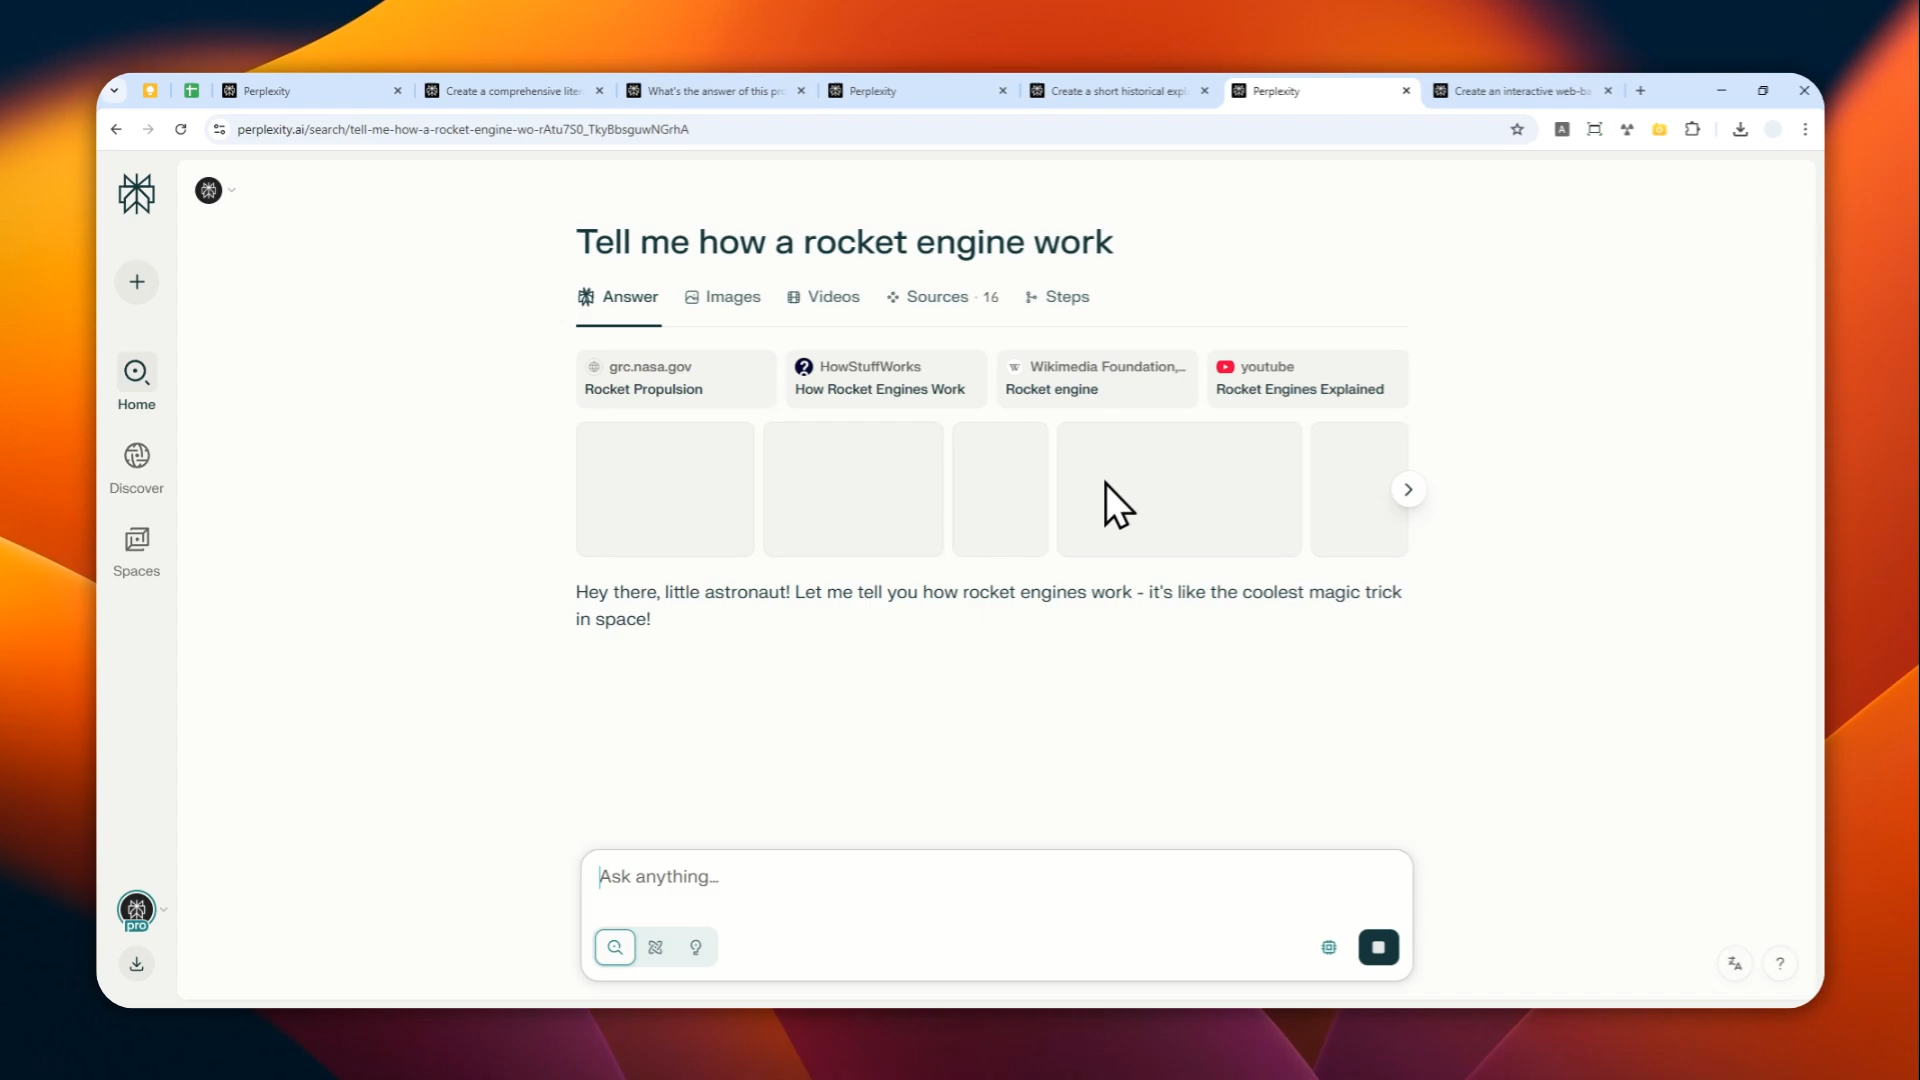 Perplexity
Create a comprehensive lite
What's the answer of this pr
Perplexity
Create a short historical expl
Perplexity
Create an interactive web-ba
perplexity.ai/search/tell-me-how-a-rocket-engine-wo-rAtu7S0_TkyBbsguwNGrhA
A
Tell me how a rocket engine work
Answer
Images
Videos
Sources · 16
Steps
grc.nasa.gov
Rocket Propulsion
HowStuffWorks
How Rocket Engines Work
W
Wikimedia Foundation,...
Rocket engine
youtube
Rocket Engines Explained
Home
Discover
Spaces
Hey there, little astronaut! Let me tell you how rocket engines work - it's like the coolest magic trick
in space!
Ask anything...
pro
?